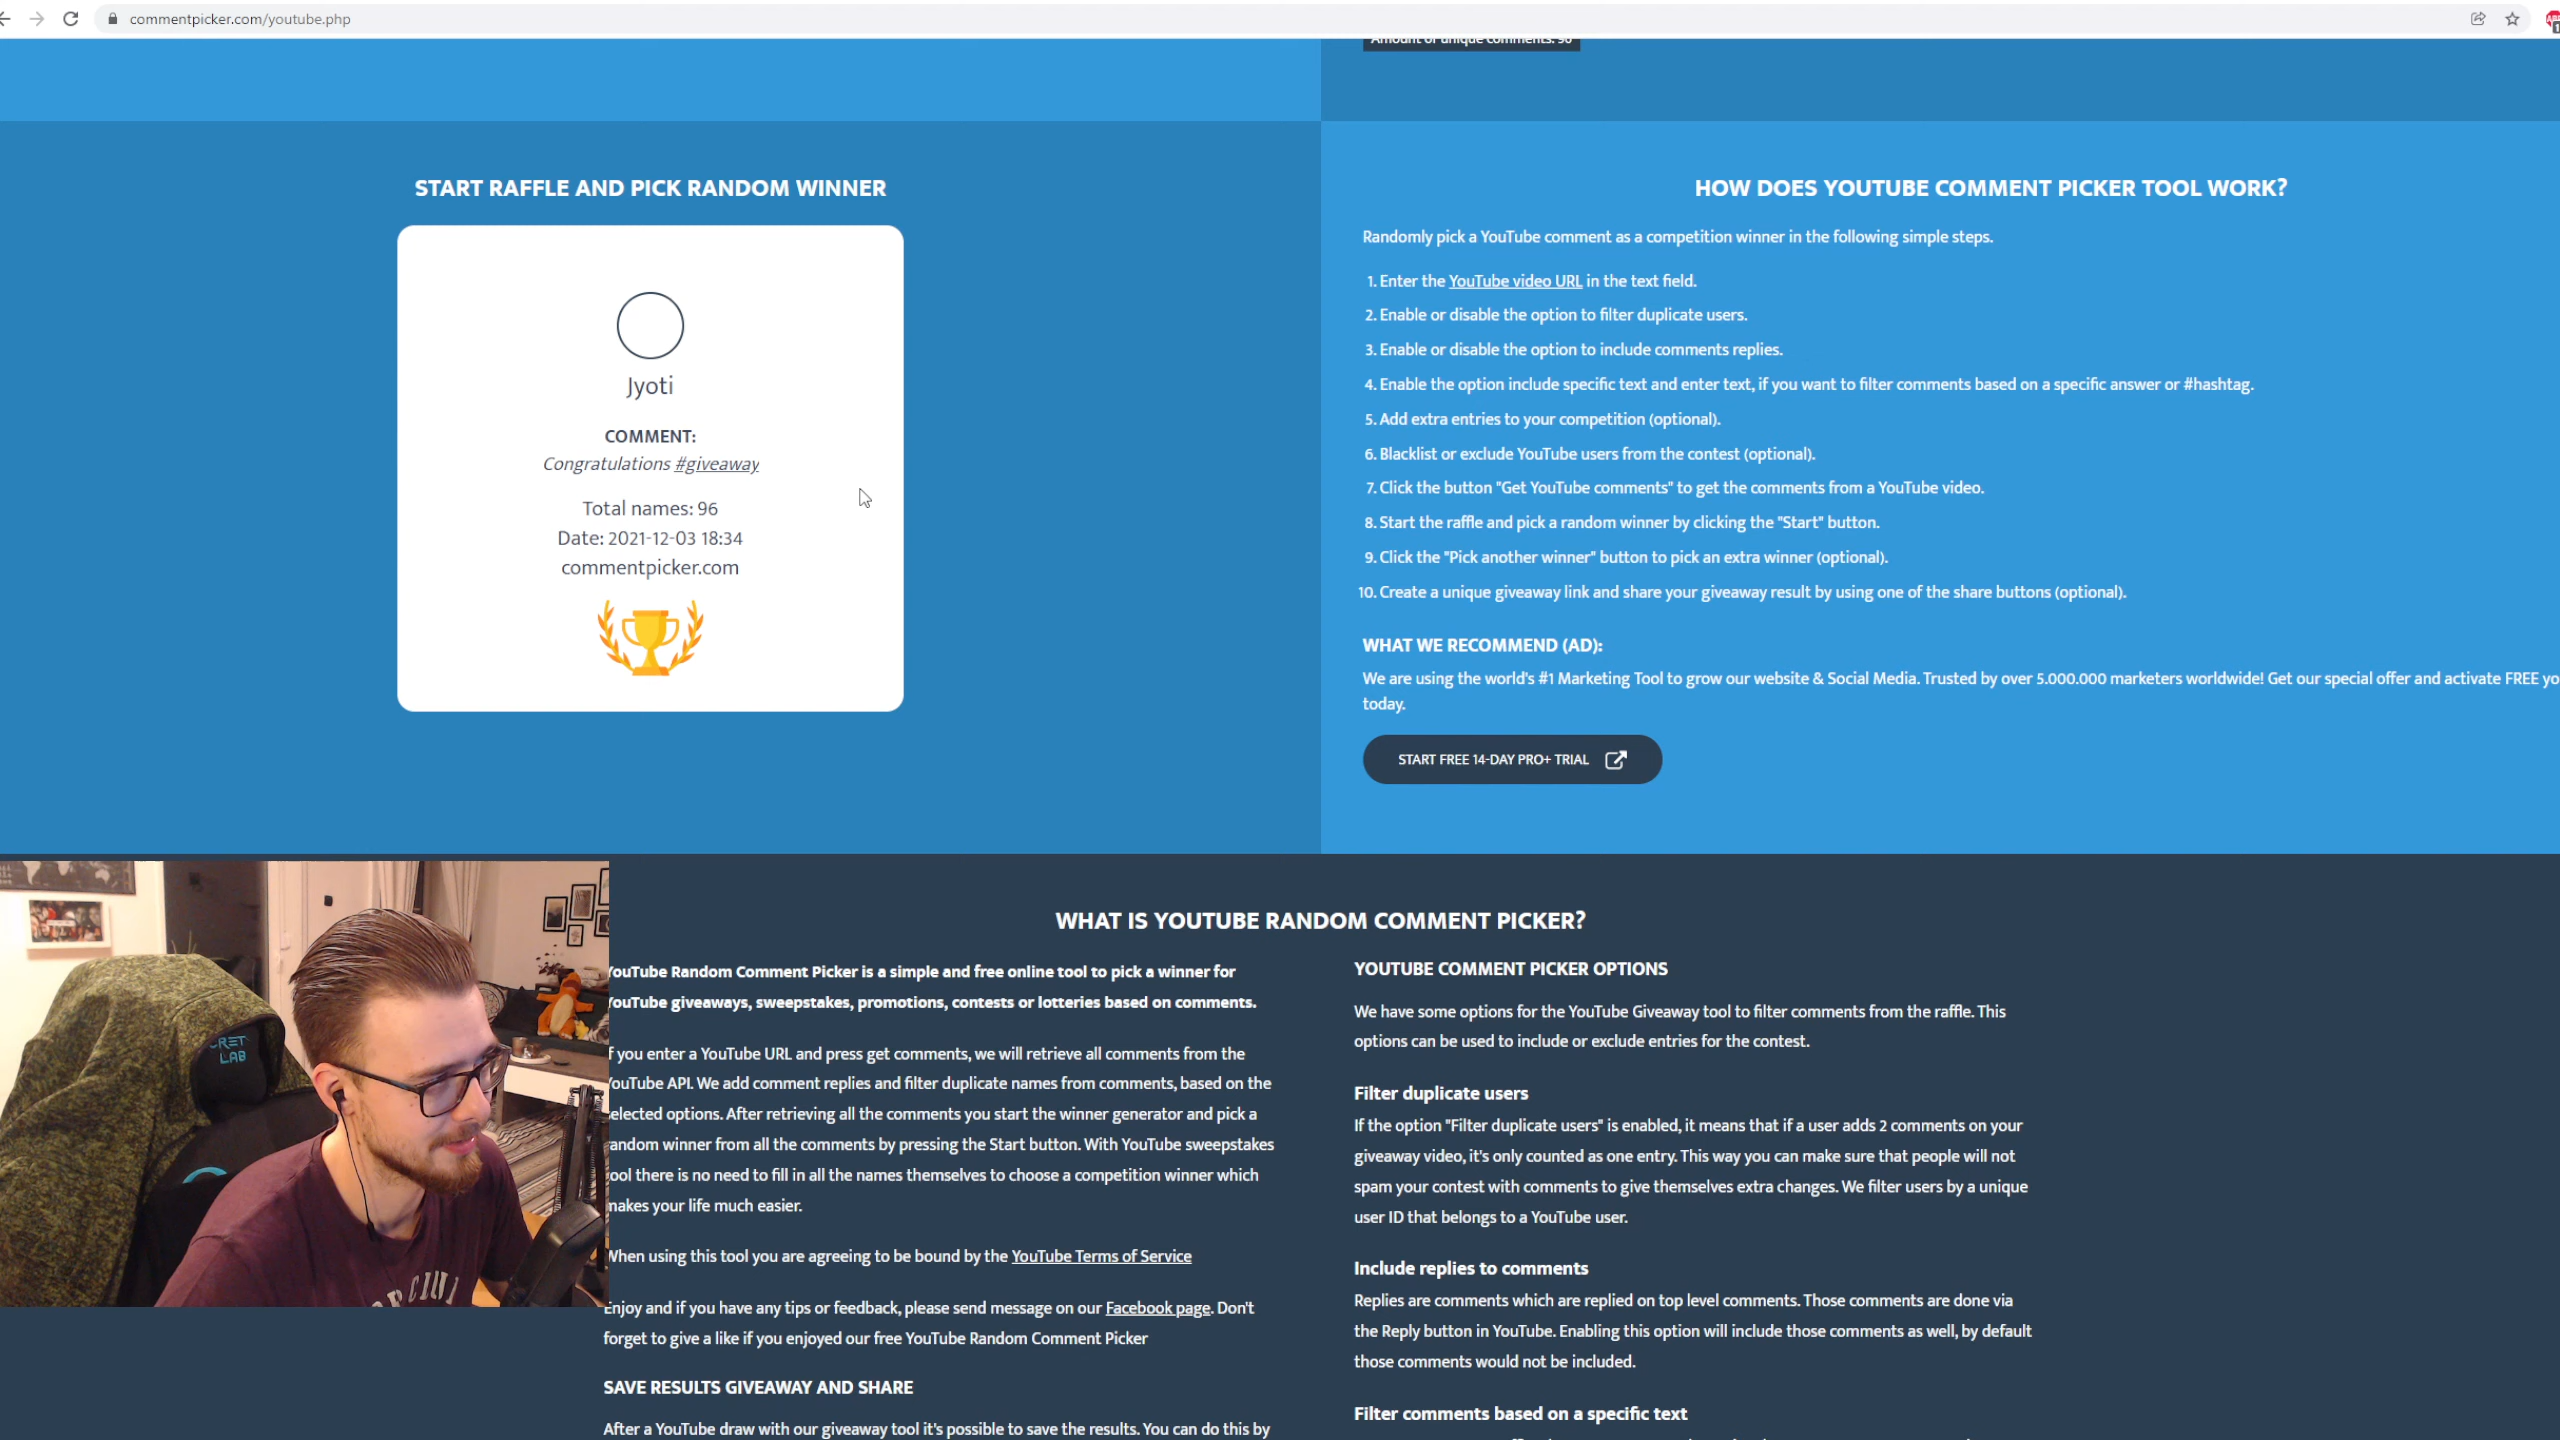 commentpicker.com/youtube.php
Amount of unique comments: 96
START RAFFLE AND PICK RANDOM WINNER
Jyoti
COMMENT:
Congratulations #giveaway
Total names: 96
Date: 2021-12-03 18:34
commentpicker.com
HOW DOES YOUTUBE COMMENT PICKER TOOL WORK?
Randomly pick a YouTube comment as a competition winner in the following simple steps.
1. Enter the YouTube video URL in the text field.
2. Enable or disable the option to filter duplicate users.
3. Enable or disable the option to include comments replies.
4. Enable the option include specific text and enter text, if you want to filter comments based on a specific answer or #hashtag.
5. Add extra entries to your competition (optional).
6. Blacklist or exclude YouTube users from the contest (optional).
7. Click the button "Get YouTube comments" to get the comments from a YouTube video.
8. Start the raffle and pick a random winner by clicking the "Start" button.
9. Click the "Pick another winner" button to pick an extra winner (optional).
10. Create a unique giveaway link and share your giveaway result by using one of the share buttons (optional).
WHAT WE RECOMMEND (AD):
We are using the world's #1 Marketing Tool to grow our website & Social Media. Trusted by over 5.000.000 marketers worldwide! Get our special offer and activate FREE yo
today.
START FREE 14-DAY PRO+ TRIAL
WHAT IS YOUTUBE RANDOM COMMENT PICKER?
YouTube Random Comment Picker is a simple and free online tool to pick a winner for
YouTube giveaways, sweepstakes, promotions, contests or lotteries based on comments.
f you enter a YouTube URL and press get comments, we will retrieve all comments from the
YouTube API. We add comment replies and filter duplicate names from comments, based on the
elected options. After retrieving all the comments you start the winner generator and pick a
andom winner from all the comments by pressing the Start button. With YouTube sweepstakes
ool there is no need to fill in all the names themselves to choose a competition winner which
makes your life much easier.
When using this tool you are agreeing to be bound by the YouTube Terms of Service
Enjoy and if you have any tips or feedback, please send message on our Facebook page. Don't
forget to give a like if you enjoyed our free YouTube Random Comment Picker
SAVE RESULTS GIVEAWAY AND SHARE
After a YouTube draw with our giveaway tool it's possible to save the results. You can do this by
YOUTUBE COMMENT PICKER OPTIONS
We have some options for the YouTube Giveaway tool to filter comments from the raffle. This
options can be used to include or exclude entries for the contest.
Filter duplicate users
If the option "Filter duplicate users" is enabled, it means that if a user adds 2 comments on your
giveaway video, it's only counted as one entry. This way you can make sure that people will not
spam your contest with comments to give themselves extra changes. We filter users by a unique
user ID that belongs to a YouTube user.
Include replies to comments
Replies are comments which are replied on top level comments. Those comments are done via
the Reply button in YouTube. Enabling this option will include those comments as well, by default
those comments would not be included.
Filter comments based on a specific text
RET
LAB